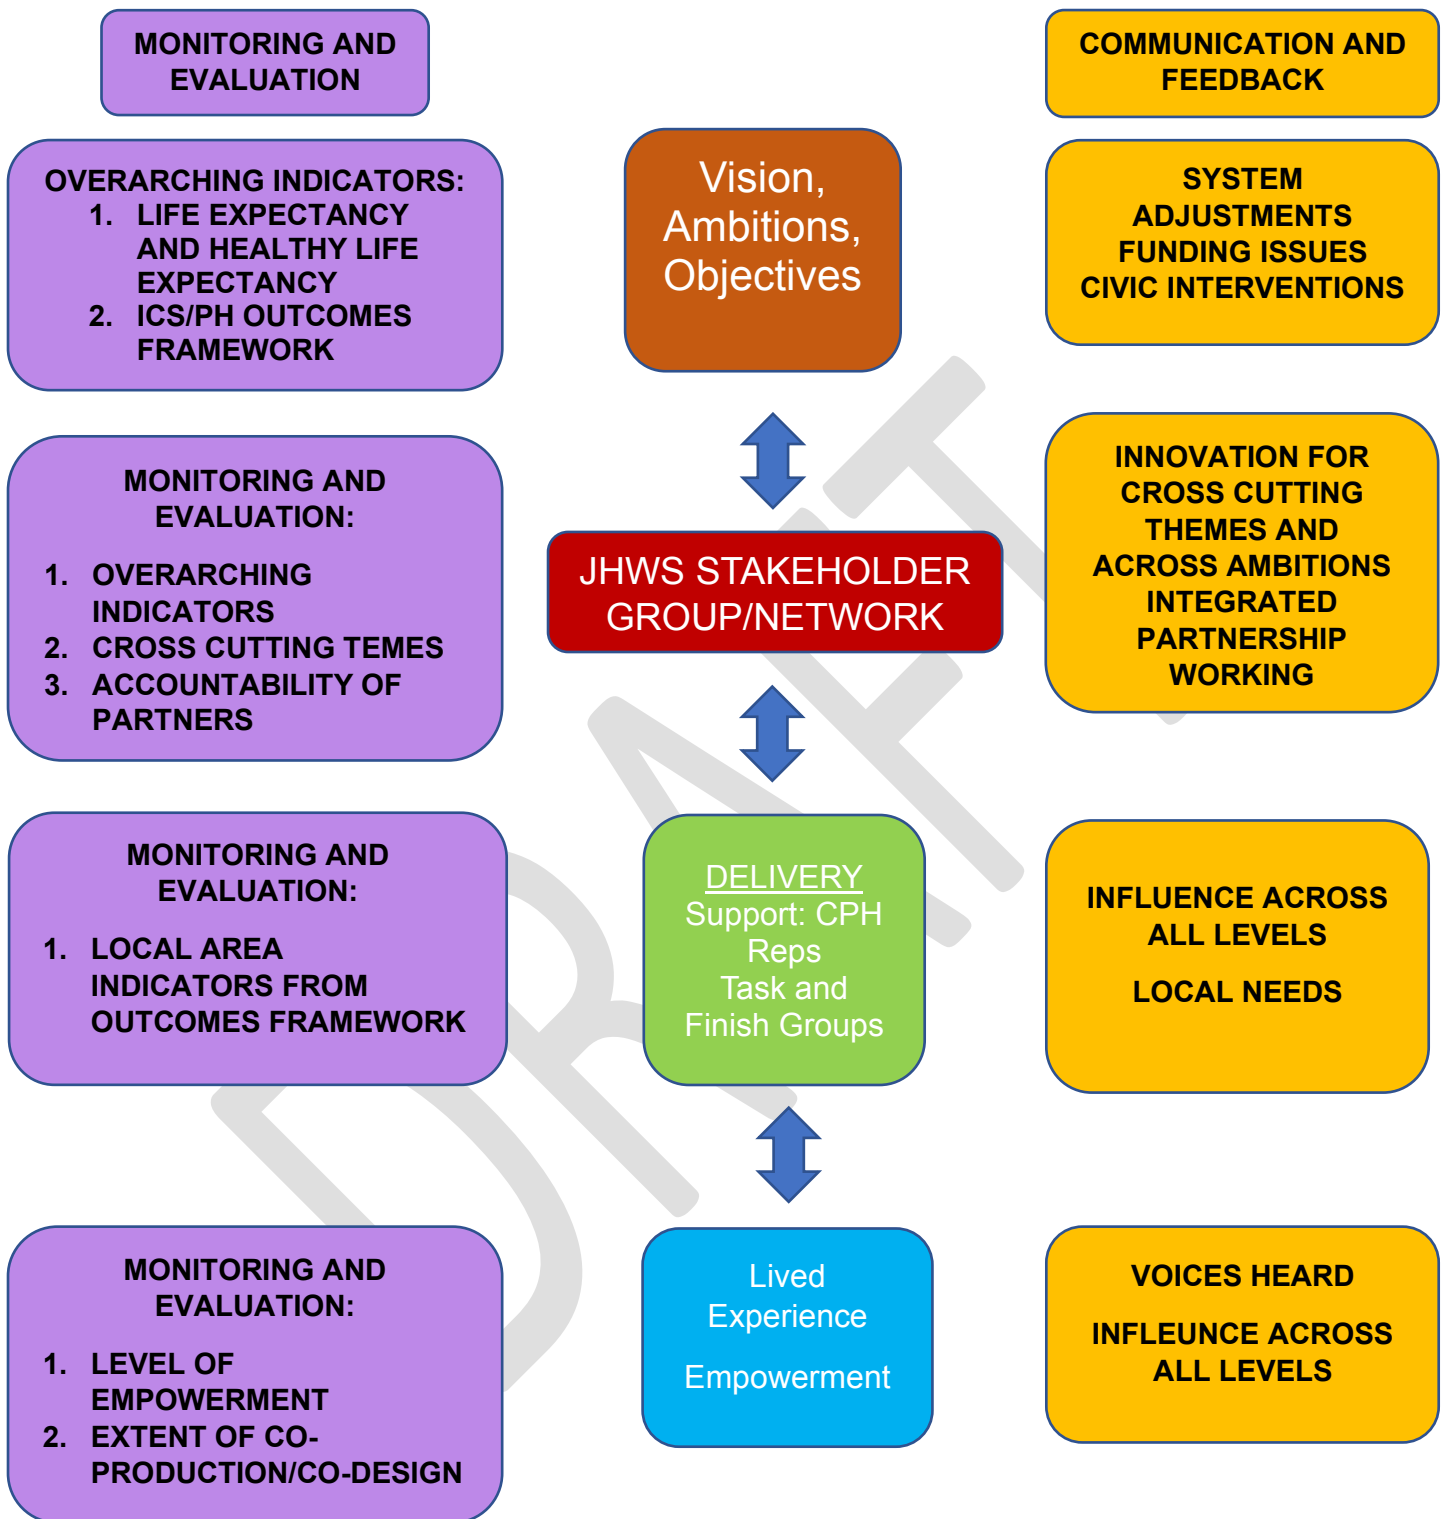 MONITORING AND
EVALUATION
COMMUNICATION AND
FEEDBACK
OVERARCHING INDICATORS:
1. LIFE EXPECTANCY
AND HEALTHY LIFE
EXPECTANCY
2. ICS/PH OUTCOMES
FRAMEWORK
Vision,
Ambitions,
Objectives
SYSTEM
ADJUSTMENTS
FUNDING ISSUES
CIVIC INTERVENTIONS
MONITORING AND
EVALUATION:
1. OVERARCHING
INDICATORS
2. CROSS CUTTING TEMES
3. ACCOUNTABILITY OF
PARTNERS
JHWS STAKEHOLDER
GROUP/NETWORK
INNOVATION FOR
CROSS CUTTING
THEMES AND
ACROSS AMBITIONS
INTEGRATED
PARTNERSHIP
WORKING
MONITORING AND
EVALUATION:
1. LOCAL AREA
INDICATORS FROM
OUTCOMES FRAMEWORK
DELIVERY
Support: CPH
Reps
Task and
Finish Groups
INFLUENCE ACROSS
ALL LEVELS
LOCAL NEEDS
MONITORING AND
EVALUATION:
1. LEVEL OF
EMPOWERMENT
2. EXTENT OF CO-
PRODUCTION/CO-DESIGN
Lived
Experience
Empowerment
VOICES HEARD
INFLEUNCE ACROSS
ALL LEVELS
DRAFT